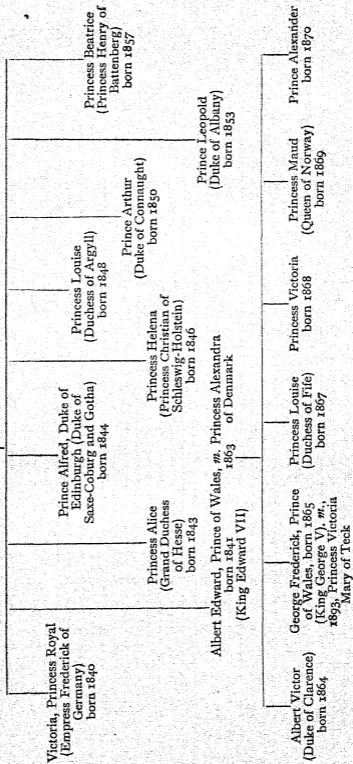 Victoria, Princess Royal
(Empress Frederick of
Germany)
born 1840
Albert Edward, Prince of Wales, m. Princess Alexandra
born 1841 1863 of Denmark
(King Edward VII)
Princess Alice
(Grand Duchess
of Hesse)
born 1843
Prince Alfred, Duke of
Edinburgh (Duke of
Saxe-Coburg and Gotha)
born 1844
Princess Helena
(Princess Christian of
Schleswig-Holstein)
born 1846
Princess Louise
(Duchess of Argyll)
born 1848
Prince Arthur
(Duke of Connaught)
born 1850
Prince Leopold
(Duke of Albany)
born 1853
Princess Beatrice
(Princess Henry of
Battenberg)
born 1857
Albert Victor
(Duke of Clarence)
born 1864
George Frederick, Prince
of Wales, born 1865
(King George V), m.,
1893, Princess Victoria
Mary of Teck
Princess Louise
(Duchess of Fife)
born 1867
Princess Victoria
born 1868
Princess Maud
(Queen of Norway)
born 1869
Prince Alexander
born 1870